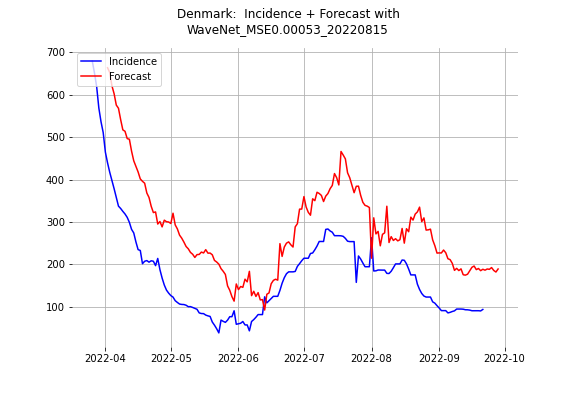 Denmark:  Incidence + Forecast with
WaveNet_MSE0.00053_20220815
700
600
500
400
300
200
100
Incidence
Forecast
2022-04 2022-05 2022-06 2022-07 2022-08 2022-09 2022-10